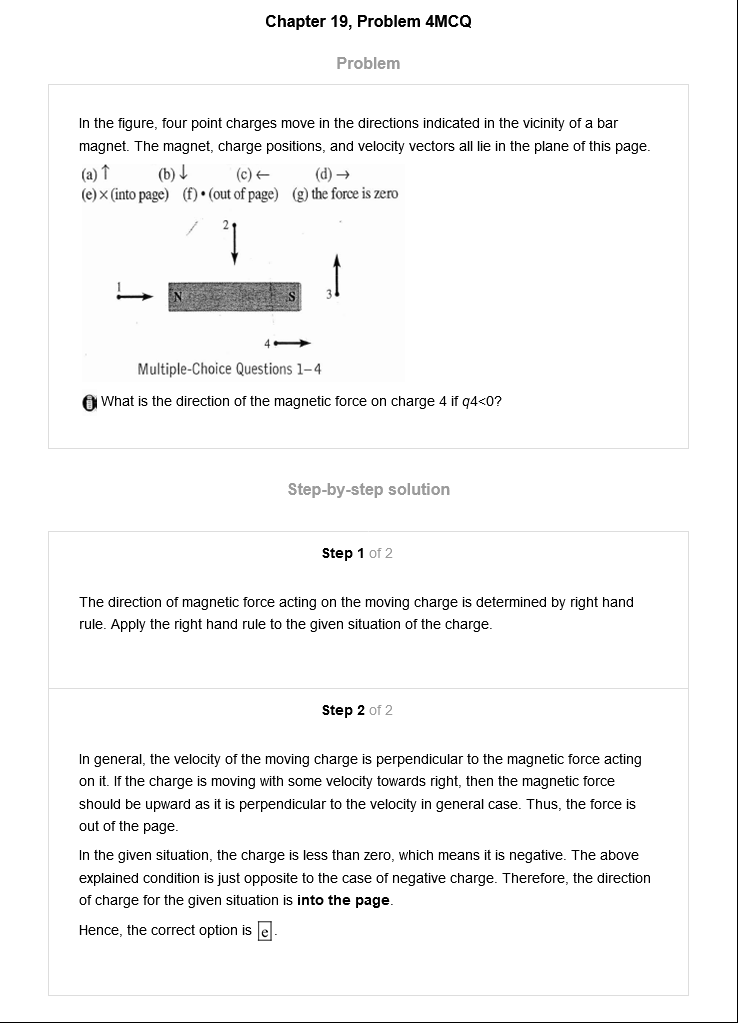 Chapter 19, Problem 4MCQ
Problem
In the figure, four point charges move in the directions indicated in the vicinity of a bar
magnet. The magnet, charge positions, and velocity vectors all lie in the plane of this page.
(a) ↑ (b) ↓ (c) ← (d) →
(e) × (into page) (f) • (out of page) (g) the force is zero
2
1
N S
3
4
Multiple-Choice Questions 1–4
What is the direction of the magnetic force on charge 4 if q4<0?
Step-by-step solution
Step 1 of 2
The direction of magnetic force acting on the moving charge is determined by right hand
rule. Apply the right hand rule to the given situation of the charge.
Step 2 of 2
In general, the velocity of the moving charge is perpendicular to the magnetic force acting
on it. If the charge is moving with some velocity towards right, then the magnetic force
should be upward as it is perpendicular to the velocity in general case. Thus, the force is
out of the page.
In the given situation, the charge is less than zero, which means it is negative. The above
explained condition is just opposite to the case of negative charge. Therefore, the direction
of charge for the given situation is into the page.
Hence, the correct option is e.